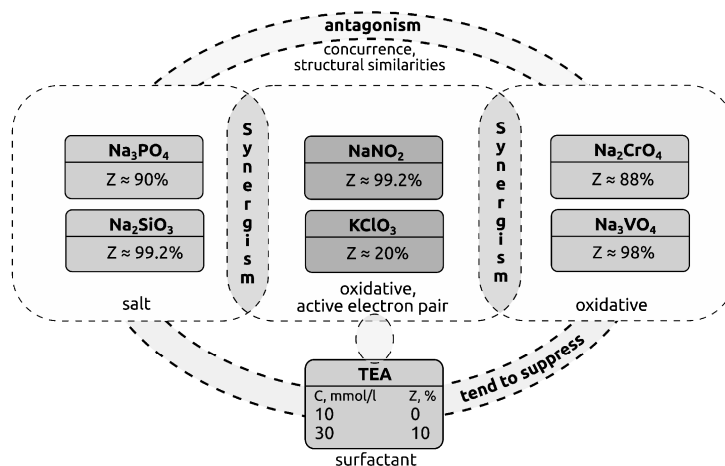 antagonism
concurrence,
structural similarities
Synergism
Synergism
Na₃PO₄
Z ≈ 90%
Na₂SiO₃
Z ≈ 99.2%
salt
NaNO₂
Z ≈ 99.2%
KClO₃
Z ≈ 20%
oxidative,
active electron pair
Na₂CrO₄
Z ≈ 88%
Na₃VO₄
Z ≈ 98%
oxidative
tend to suppress
TEA
C, mmol/l Z, %
10 0
30 10
surfactant